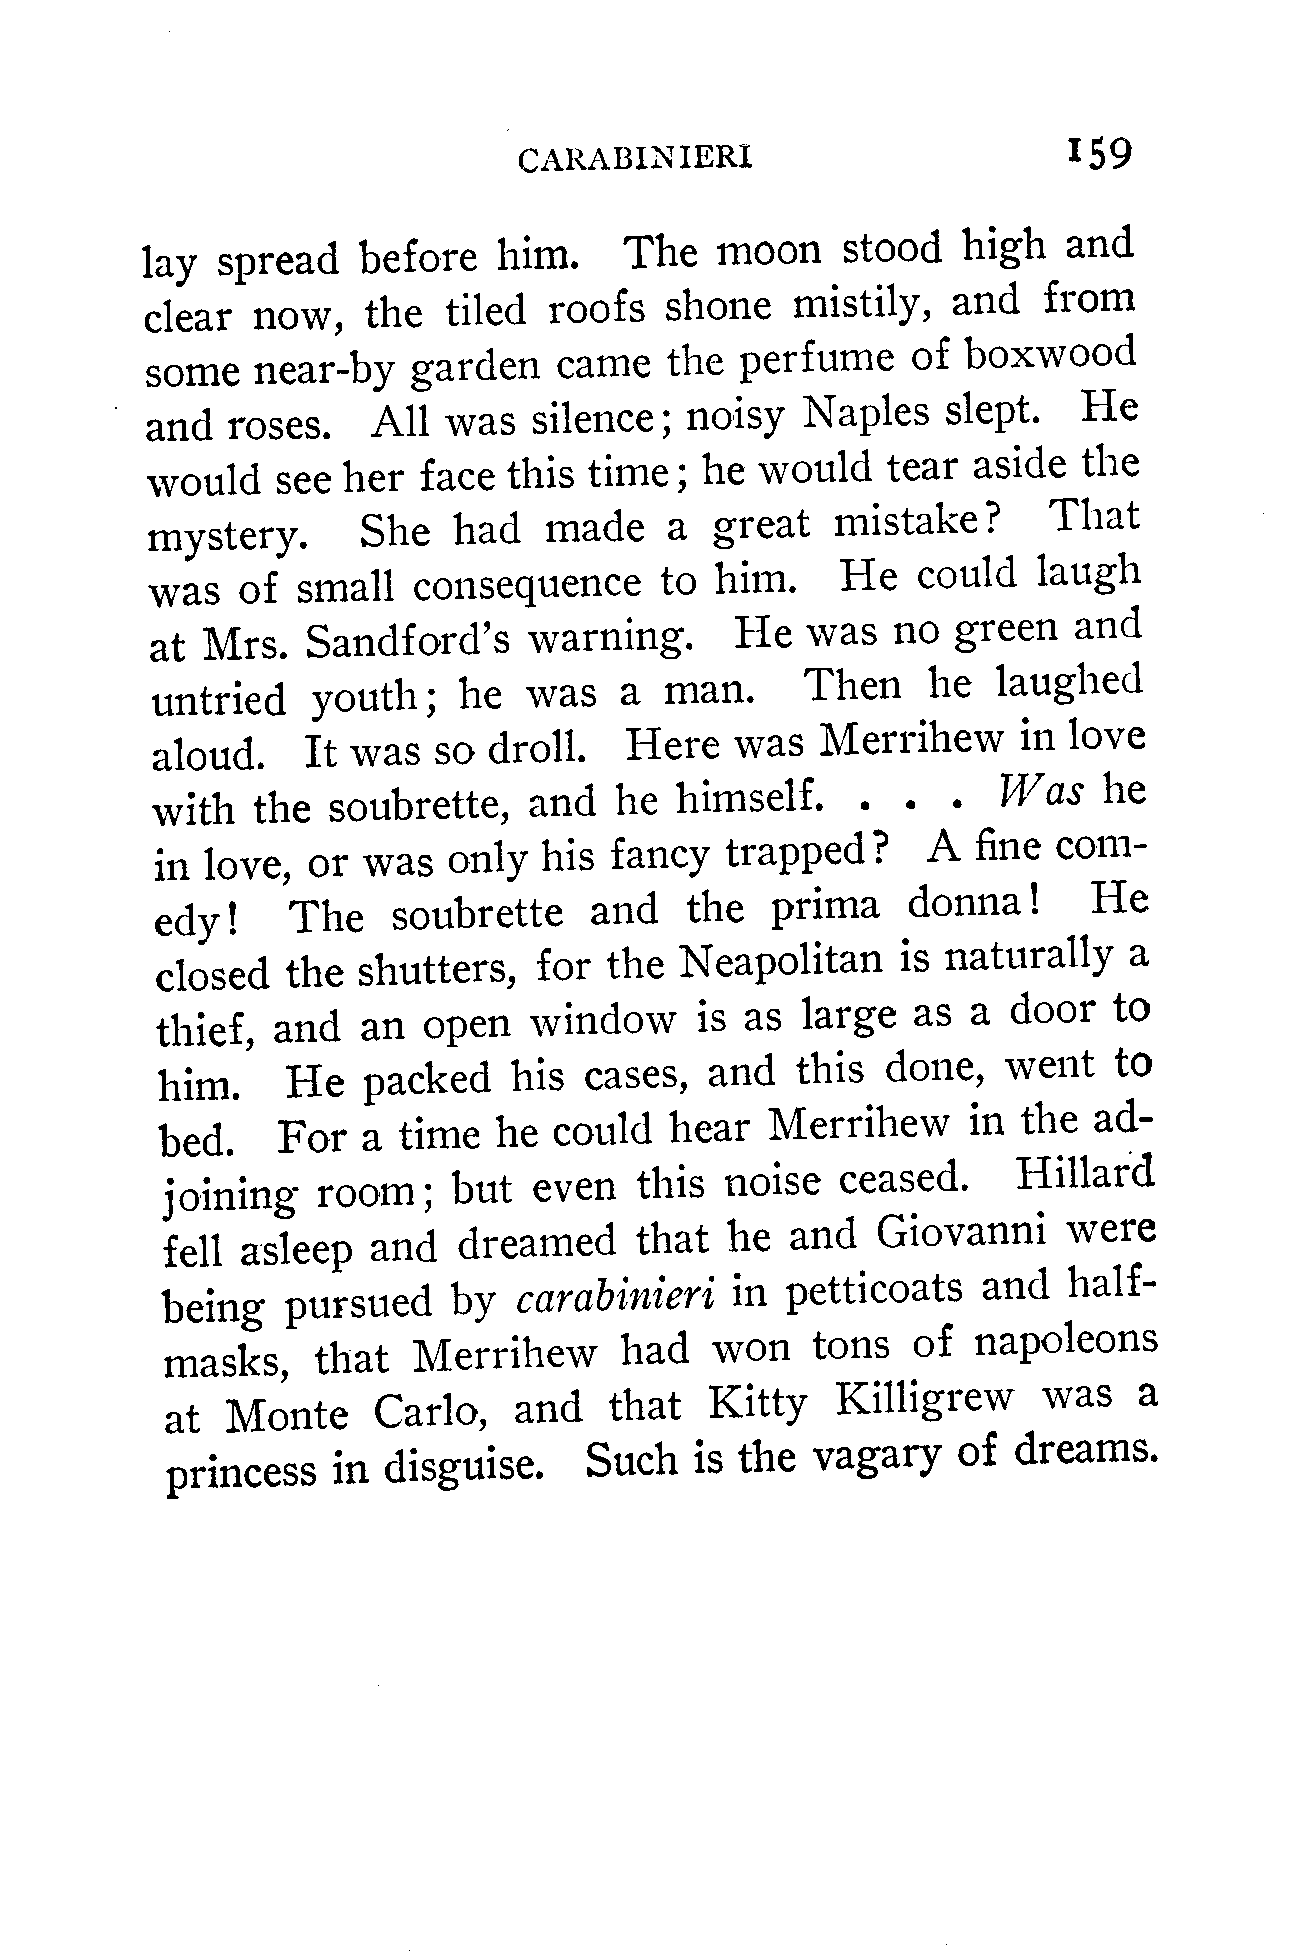 CARABINIERI 159
lay spread before him. The moon stood high and
clear now, the tiled roofs shone mistily, and from
some near-by garden came the perfume of boxwood
and roses. All was silence; noisy Naples slept. He
would see her face this time; he would tear aside the
mystery. She had made a great mistake? That
was of small consequence to him. He could laugh
at Mrs. Sandford's warning. He was no green and
untried youth; he was a man. Then he laughed
aloud. It was so droll. Here was Merrihew in love
with the soubrette, and he himself. . . . Was he
in love, or was only his fancy trapped? A fine com-
edy! The soubrette and the prima donna! He
closed the shutters, for the Neapolitan is naturally a
thief, and an open window is as large as a door to
him. He packed his cases, and this done, went to
bed. For a time he could hear Merrihew in the ad-
joining room; but even this noise ceased. Hillard
fell asleep and dreamed that he and Giovanni were
being pursued by carabinieri in petticoats and half-
masks, that Merrihew had won tons of napoleons
at Monte Carlo, and that Kitty Killigrew was a
princess in disguise. Such is the vagary of dreams.